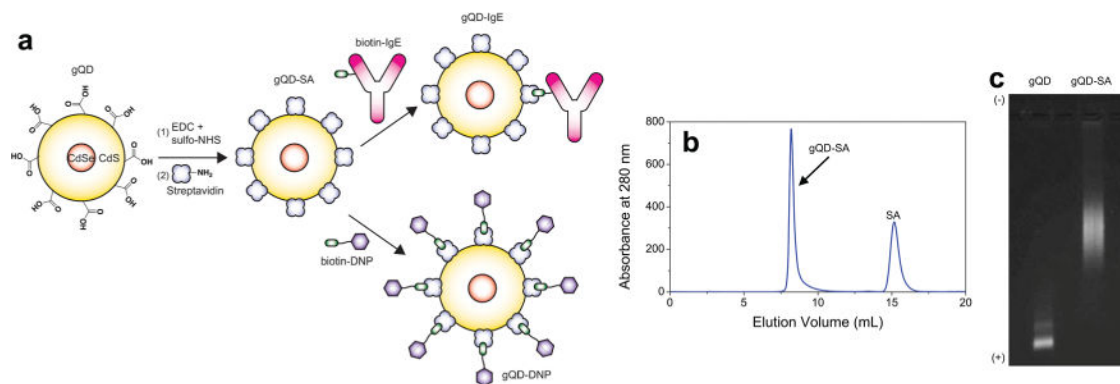 a
gQD
HO
O
HO
O
O
OH
HO
O
O
OH
HO
O
O
OH
HO
O
O
OH
CdSe CdS
(1) EDC +
sulfo-NHS
(2) -NH₂
Streptavidin
gQD-SA
biotin-IgE
gQD-IgE
biotin-DNP
gQD-DNP
b
Absorbance at 280 nm
800
600
400
200
0
0 5 10 15 20
Elution Volume (mL)
gQD-SA
SA
c
gQD gQD-SA
(-)
(+)